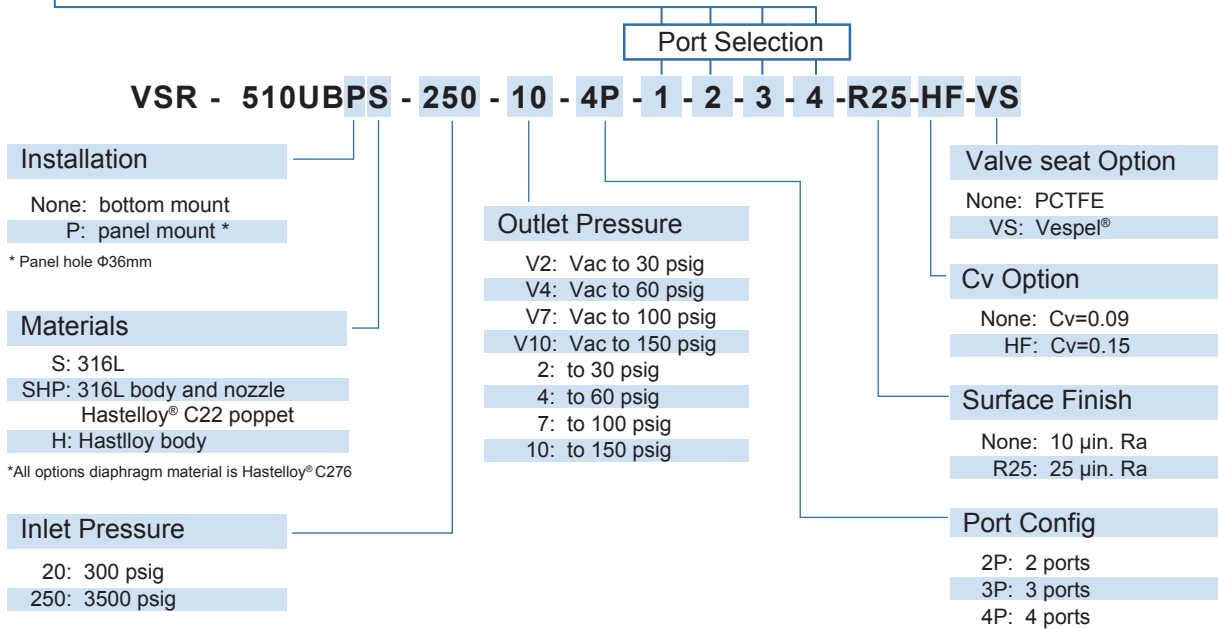 Port Selection
VSR - 510UBPS - 250 - 10 - 4P - 1 - 2 - 3 - 4 -R25-HF-VS
Installation
None: bottom mount
P: panel mount *
* Panel hole Φ36mm
Materials
S: 316L
SHP: 316L body and nozzle
Hastelloy® C22 poppet
H: Hastlloy body
*All options diaphragm material is Hastelloy® C276
Inlet Pressure
20: 300 psig
250: 3500 psig
Outlet Pressure
V2: Vac to 30 psig
V4: Vac to 60 psig
V7: Vac to 100 psig
V10: Vac to 150 psig
2: to 30 psig
4: to 60 psig
7: to 100 psig
10: to 150 psig
Valve seat Option
None: PCTFE
VS: Vespel®
Cv Option
None: Cv=0.09
HF: Cv=0.15
Surface Finish
None: 10 μin. Ra
R25: 25 μin. Ra
Port Config
2P: 2 ports
3P: 3 ports
4P: 4 ports